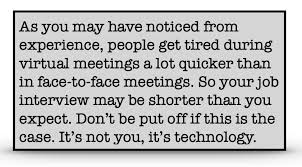 As you may have noticed from
experience, people get tired during
virtual meetings a lot quicker than
in face-to-face meetings. So your job
interview may be shorter than you
expect. Don't be put off if this is the
case. It's not you, it's technology.